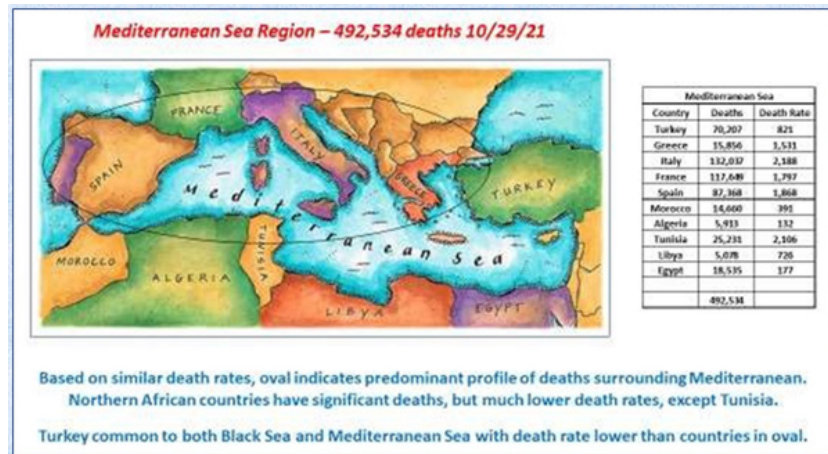 Mediterranean Sea Region – 492,534 deaths 10/29/21
FRANCE
SPAIN
ITALY
GREECE
TURKEY
Mediterranean Sea
MOROCCO
ALGERIA
TUNISIA
LIBYA
EGYPT
Mediterranean Sea
Country Deaths Death Rate
Turkey 70,207 821
Greece 15,856 1,531
Italy 132,037 2,188
France 117,649 1,797
Spain 87,368 1,868
Morocco 14,660 391
Algeria 5,913 132
Tunisia 25,231 2,106
Libya 5,078 726
Egypt 18,535 177
492,534
Based on similar death rates, oval indicates predominant profile of deaths surrounding Mediterranean.
Northern African countries have significant deaths, but much lower death rates, except Tunisia.
Turkey common to both Black Sea and Mediterranean Sea with death rate lower than countries in oval.